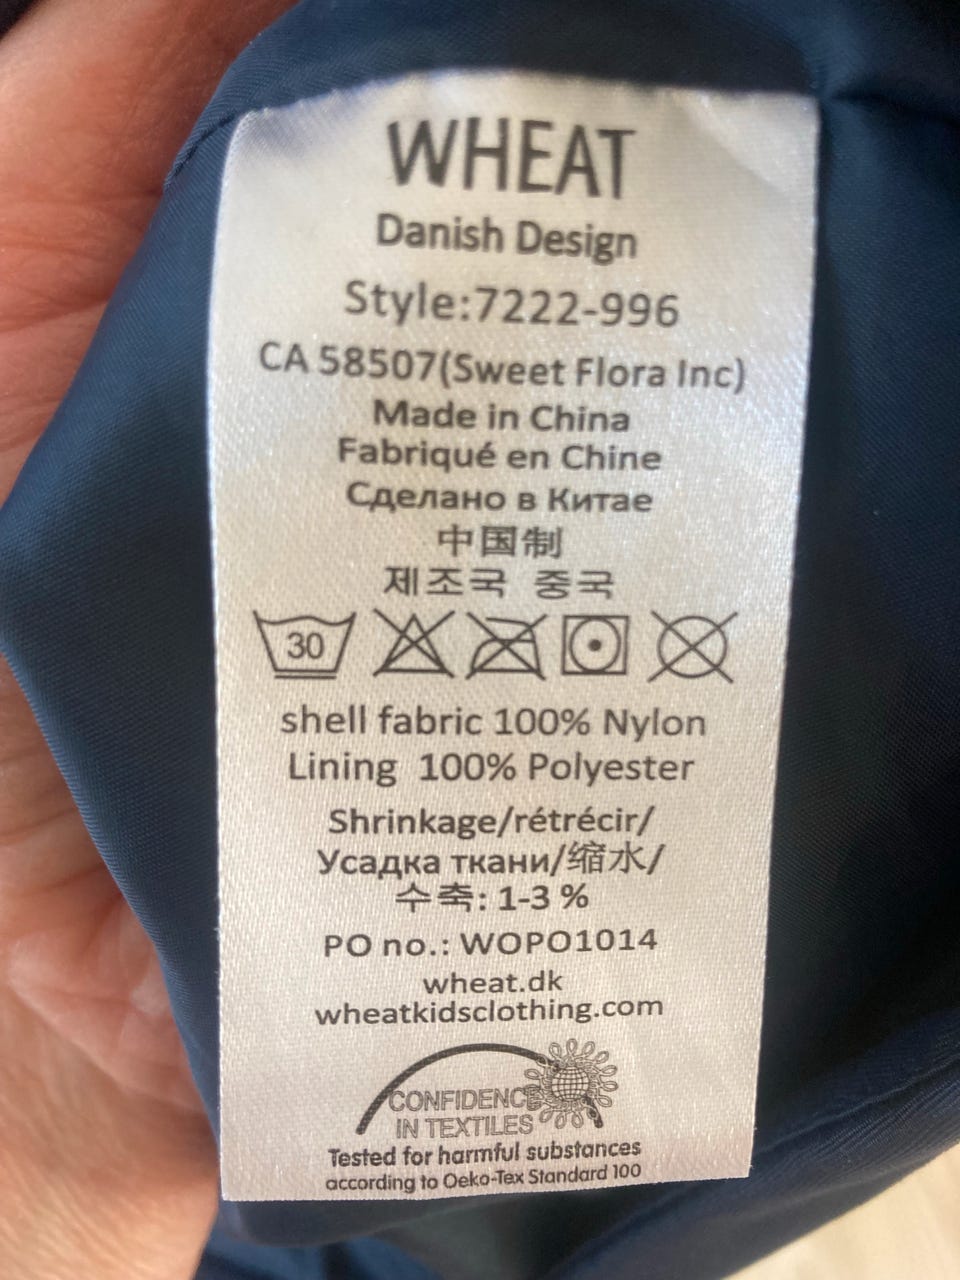 WHEAT
Danish Design
Style:7222-996
CA 58507(Sweet Flora Inc)
Made in China
Fabriqué en Chine
Сделано в Китае
中国制
제조국 중국
30
shell fabric 100% Nylon
Lining 100% Polyester
Shrinkage/rétrécir/
Усадка ткани/缩水/
수축: 1-3 %
PO no.: WOPO1014
wheat.dk
wheatkidsclothing.com
CONFIDENCE
IN TEXTILES
Tested for harmful substances
according to Oeko-Tex Standard 100